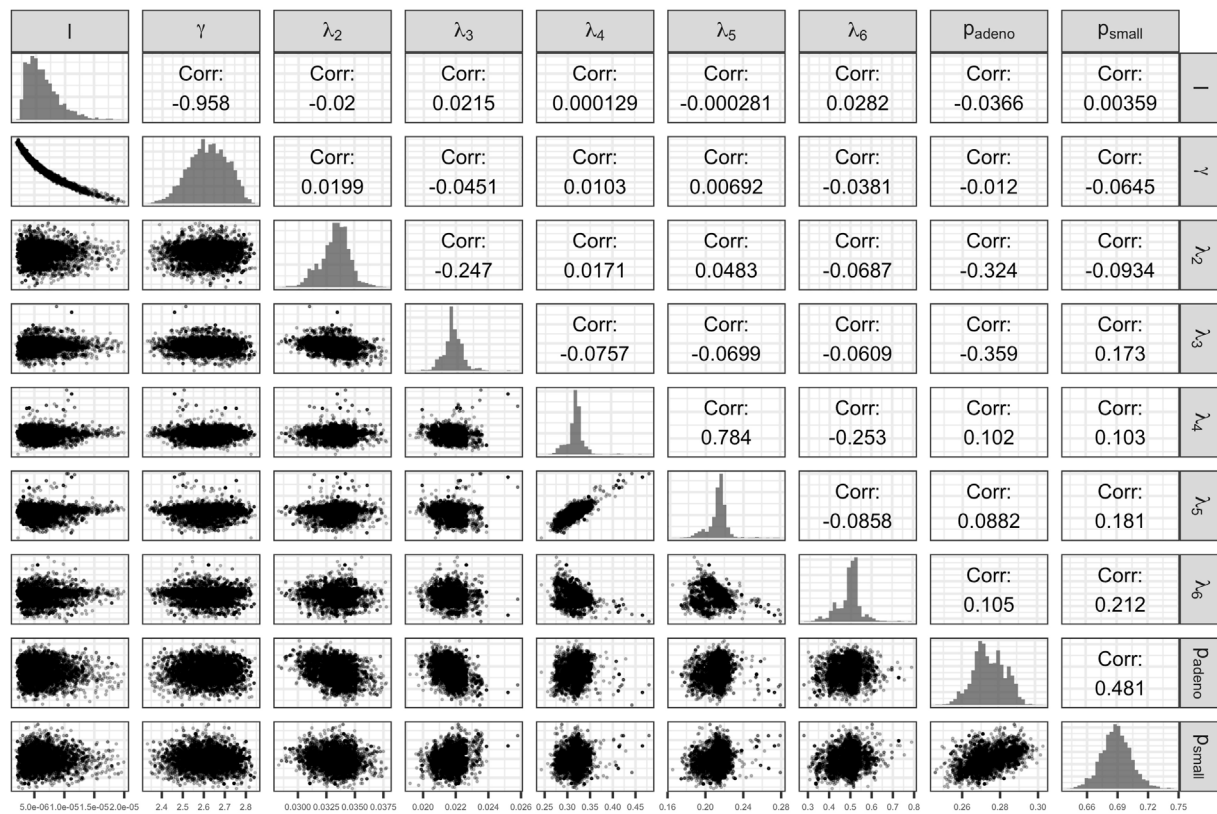 I γ λ2 λ3 λ4 λ5 λ6 padeno psmall
Corr: Corr: Corr: Corr: Corr: Corr: Corr: Corr:
-0.958 -0.02 0.0215 0.000129 -0.000281 0.0282 -0.0366 0.00359
I
Corr: Corr: Corr: Corr: Corr: Corr: Corr:
0.0199 -0.0451 0.0103 0.00692 -0.0381 -0.012 -0.0645
γ
Corr: Corr: Corr: Corr: Corr: Corr:
-0.247 0.0171 0.0483 -0.0687 -0.324 -0.0934
λ2
Corr: Corr: Corr: Corr: Corr:
-0.0757 -0.0699 -0.0609 -0.359 0.173
λ3
Corr: Corr: Corr: Corr:
0.784 -0.253 0.102 0.103
λ4
Corr: Corr: Corr:
-0.0858 0.0882 0.181
λ5
Corr: Corr:
0.105 0.212
λ6
Corr:
0.481
padeno
psmall
5.0e-06 1.0e-05 1.5e-05 2.0e-05 2.4 2.5 2.6 2.7 2.8 0.0300 0.0325 0.0350 0.0375 0.020 0.022 0.024 0.026 0.25 0.30 0.35 0.40 0.45 0.16 0.20 0.24 0.28 0.3 0.4 0.5 0.6 0.7 0.8 0.26 0.28 0.30 0.66 0.69 0.72 0.75